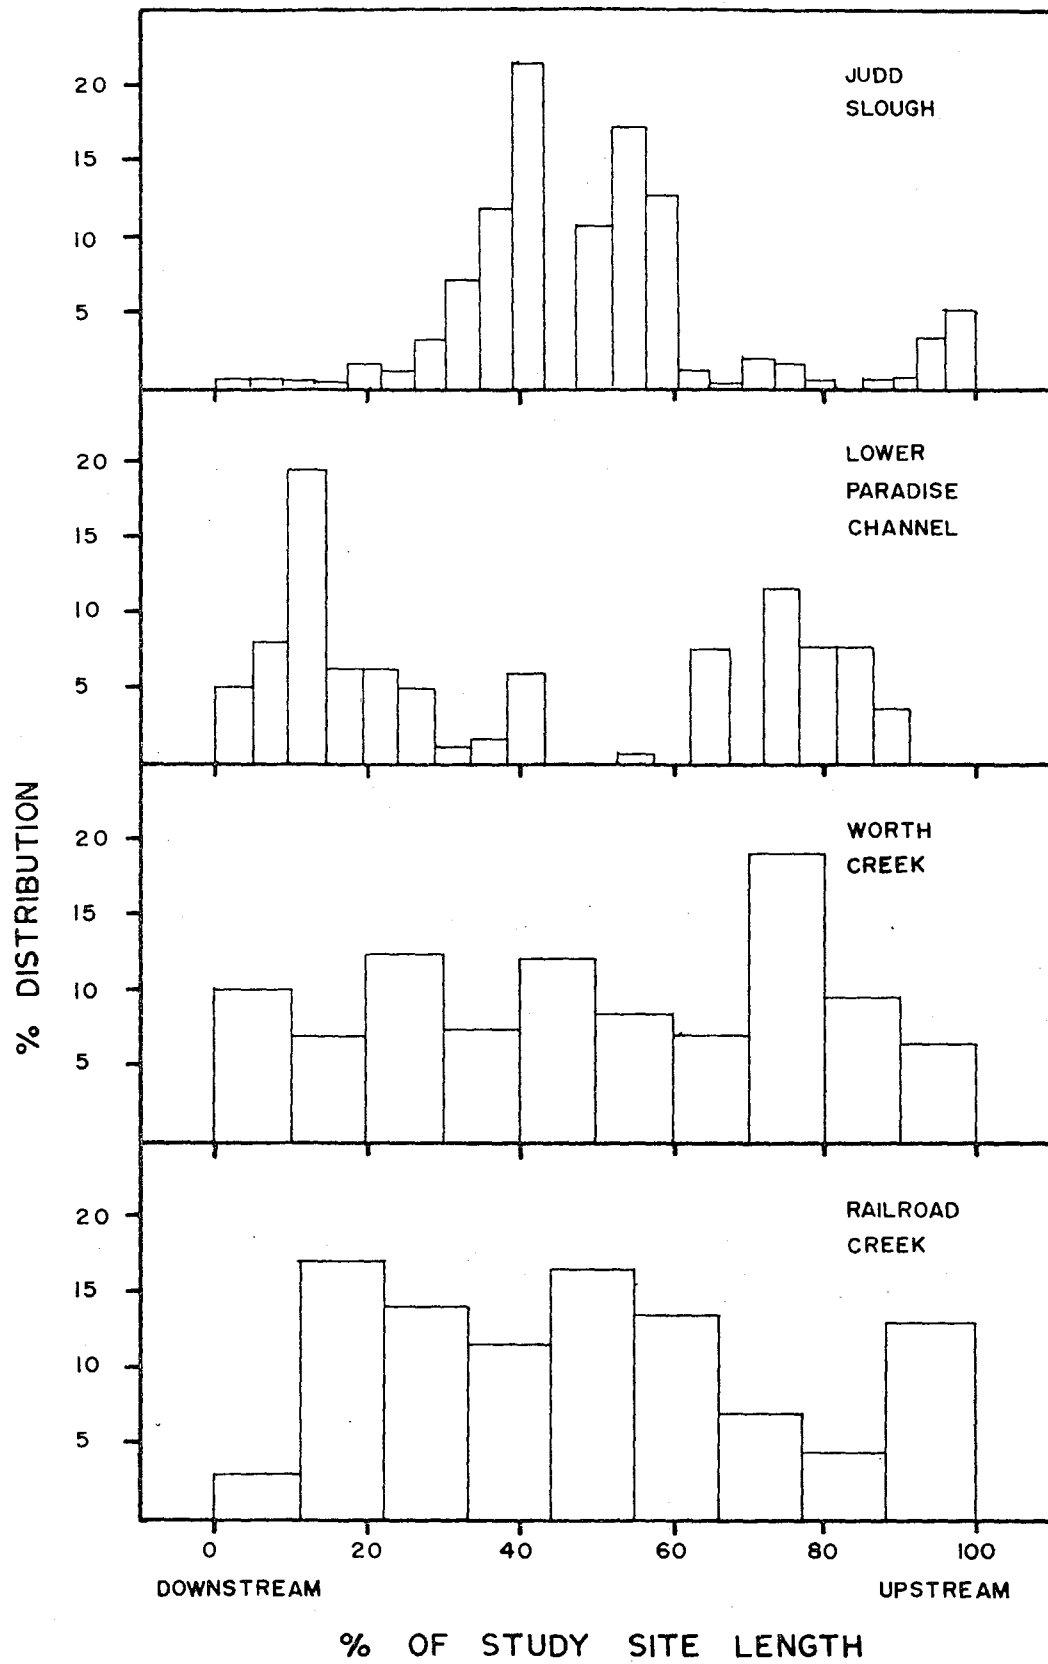 20
15
10
5
JUDD
SLOUGH
20
15
10
5
LOWER
PARADISE
CHANNEL
20
15
10
5
WORTH
CREEK
20
15
10
5
RAILROAD
CREEK
% DISTRIBUTION
0 20 40 60 80 100
DOWNSTREAM UPSTREAM
% OF STUDY SITE LENGTH